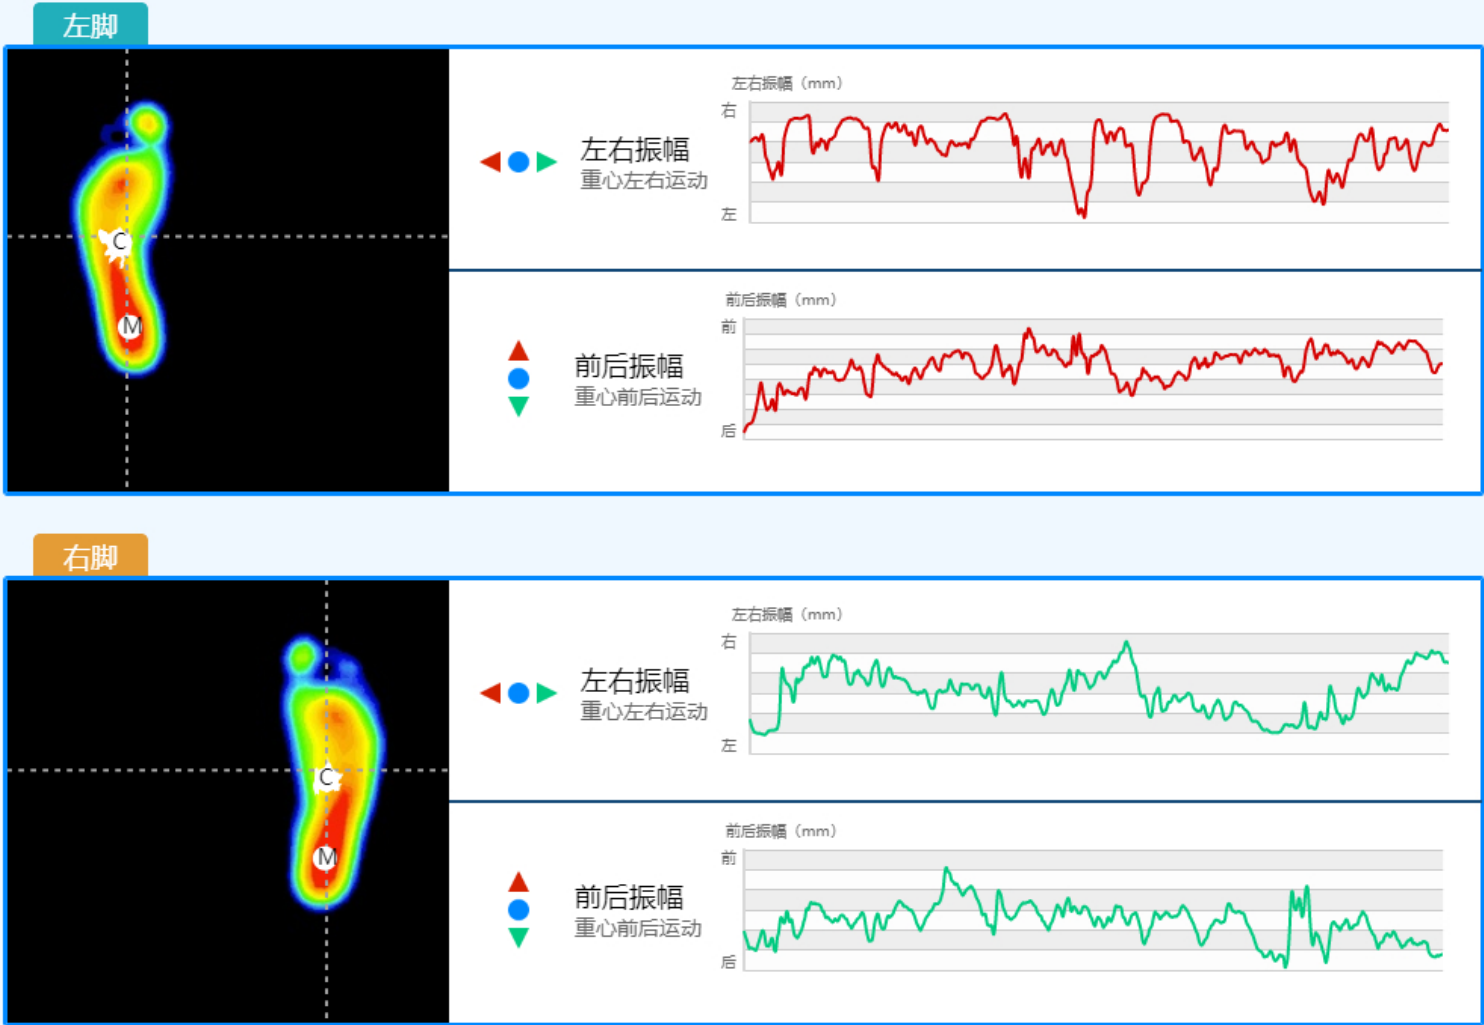 左脚
C
M
左右振幅
重心左右运动
左右振幅（mm）
右
左
前后振幅
重心前后运动
前后振幅（mm）
前
后
右脚
C
M
左右振幅
重心左右运动
左右振幅（mm）
右
左
前后振幅
重心前后运动
前后振幅（mm）
前
后